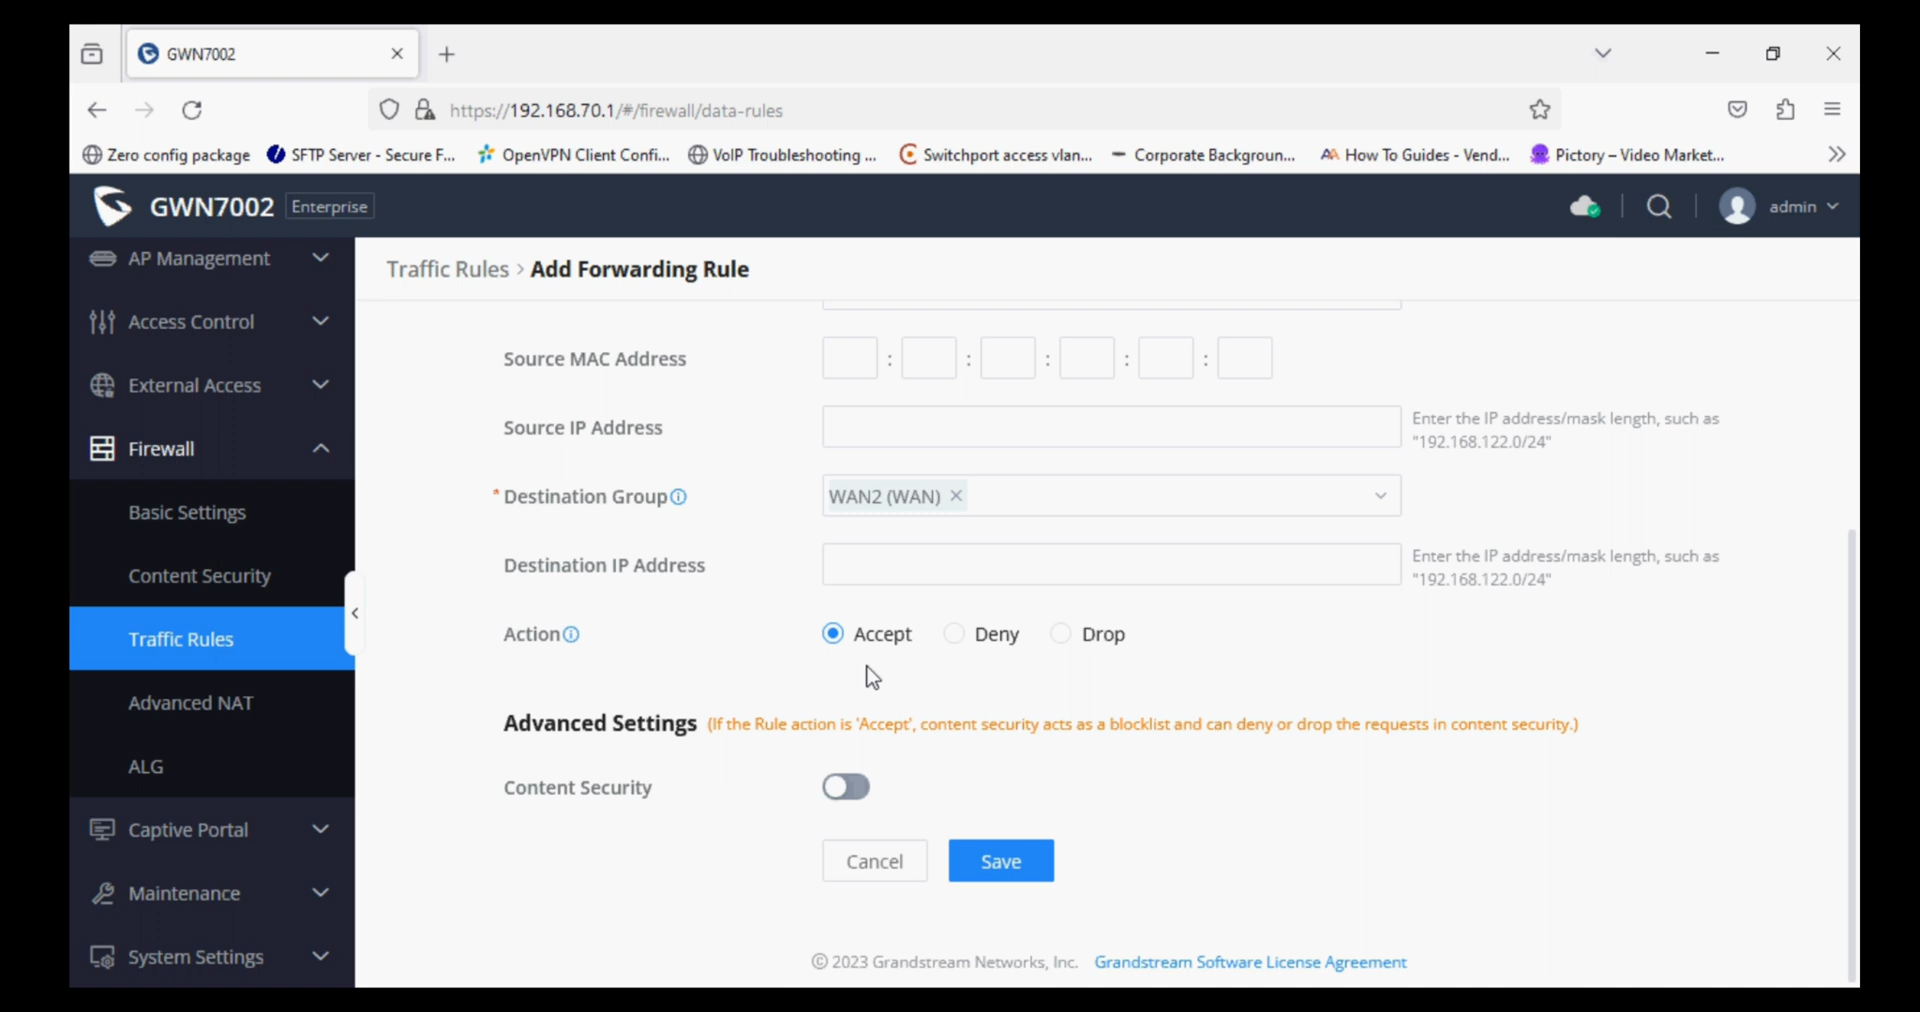 GWN7002
https://192.168.70.1/#/firewall/data-rules
Zero config package SFTP Server - Secure F... OpenVPN Client Confi... VoIP Troubleshooting ... Switchport access vlan... Corporate Backgroun... How To Guides - Vend... Pictory – Video Market...
GWN7002 Enterprise admin
AP Management
Access Control
External Access
Firewall
Basic Settings
Content Security
Traffic Rules
Advanced NAT
ALG
Captive Portal
Maintenance
System Settings
Traffic Rules > Add Forwarding Rule
Source MAC Address : : : : :
Source IP Address
Enter the IP address/mask length, such as
"192.168.122.0/24"
* Destination Group WAN2 (WAN)
Destination IP Address
Enter the IP address/mask length, such as
"192.168.122.0/24"
Action Accept Deny Drop
Advanced Settings (If the Rule action is 'Accept', content security acts as a blocklist and can deny or drop the requests in content security.)
Content Security
Cancel Save
© 2023 Grandstream Networks, Inc. Grandstream Software License Agreement